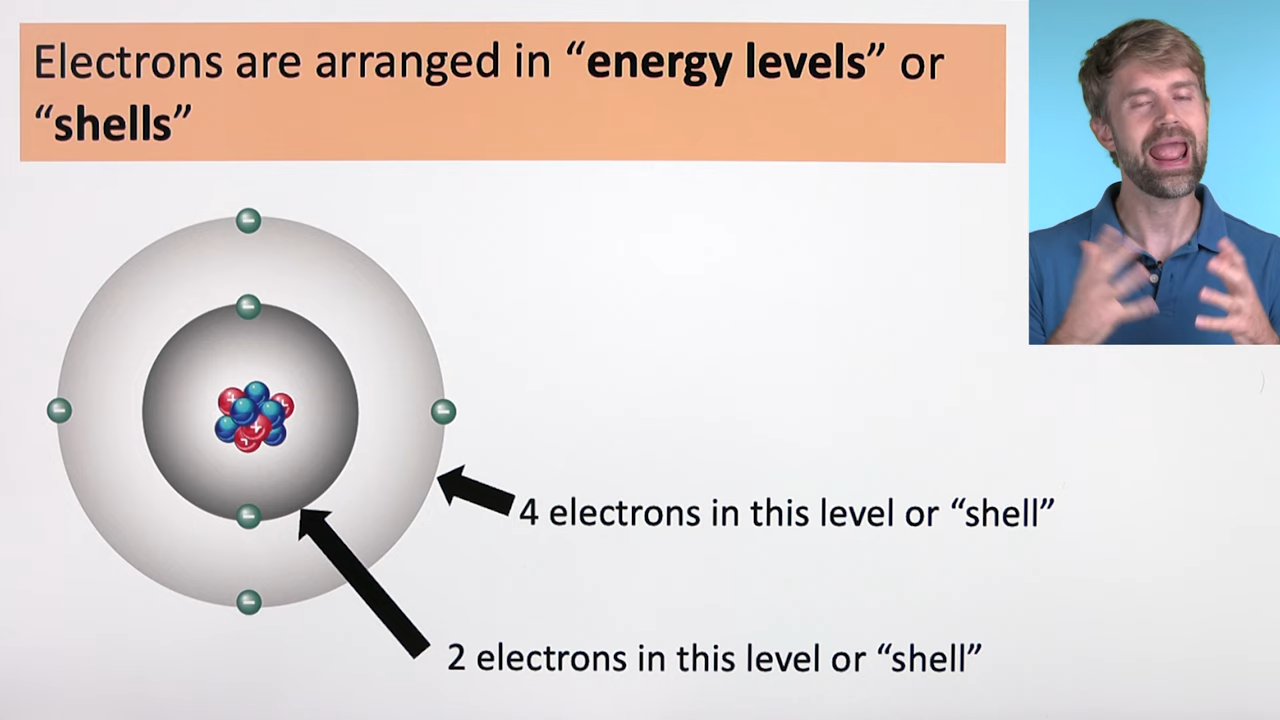 Electrons are arranged in “energy levels” or
“shells”
4 electrons in this level or “shell”
2 electrons in this level or “shell”